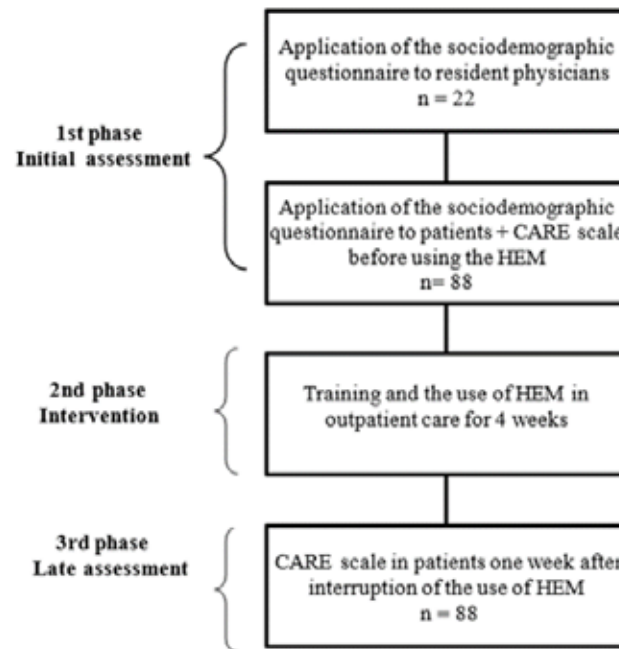 Application of the sociodemographic
questionnaire to resident physicians
n = 22
1st phase
Initial assessment
Application of the sociodemographic
questionnaire to patients + CARE scale
before using the HEM
n= 88
2nd phase
Intervention
Training and the use of HEM in
outpatient care for 4 weeks
3rd phase
Late assessment
CARE scale in patients one week after
interruption of the use of HEM
n = 88